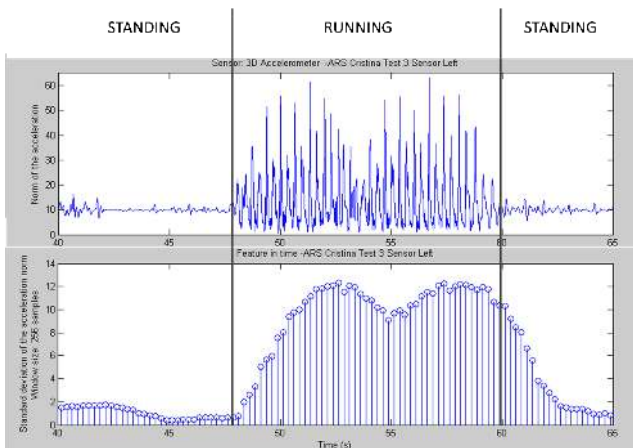 STANDING RUNNING STANDING
Sensor: 3D Accelerometer -ARS Cristina Test 3 Sensor Left
Norm of the acceleration
60
50
40
30
20
10
0
40 45 50 55 60 65
Feature in time -ARS Cristina Test 3 Sensor Left
Standard deviation of the acceleration norm
Window size: 256 samples
14
12
10
8
6
4
2
0
40 45 50 55 60 65
Time (s)